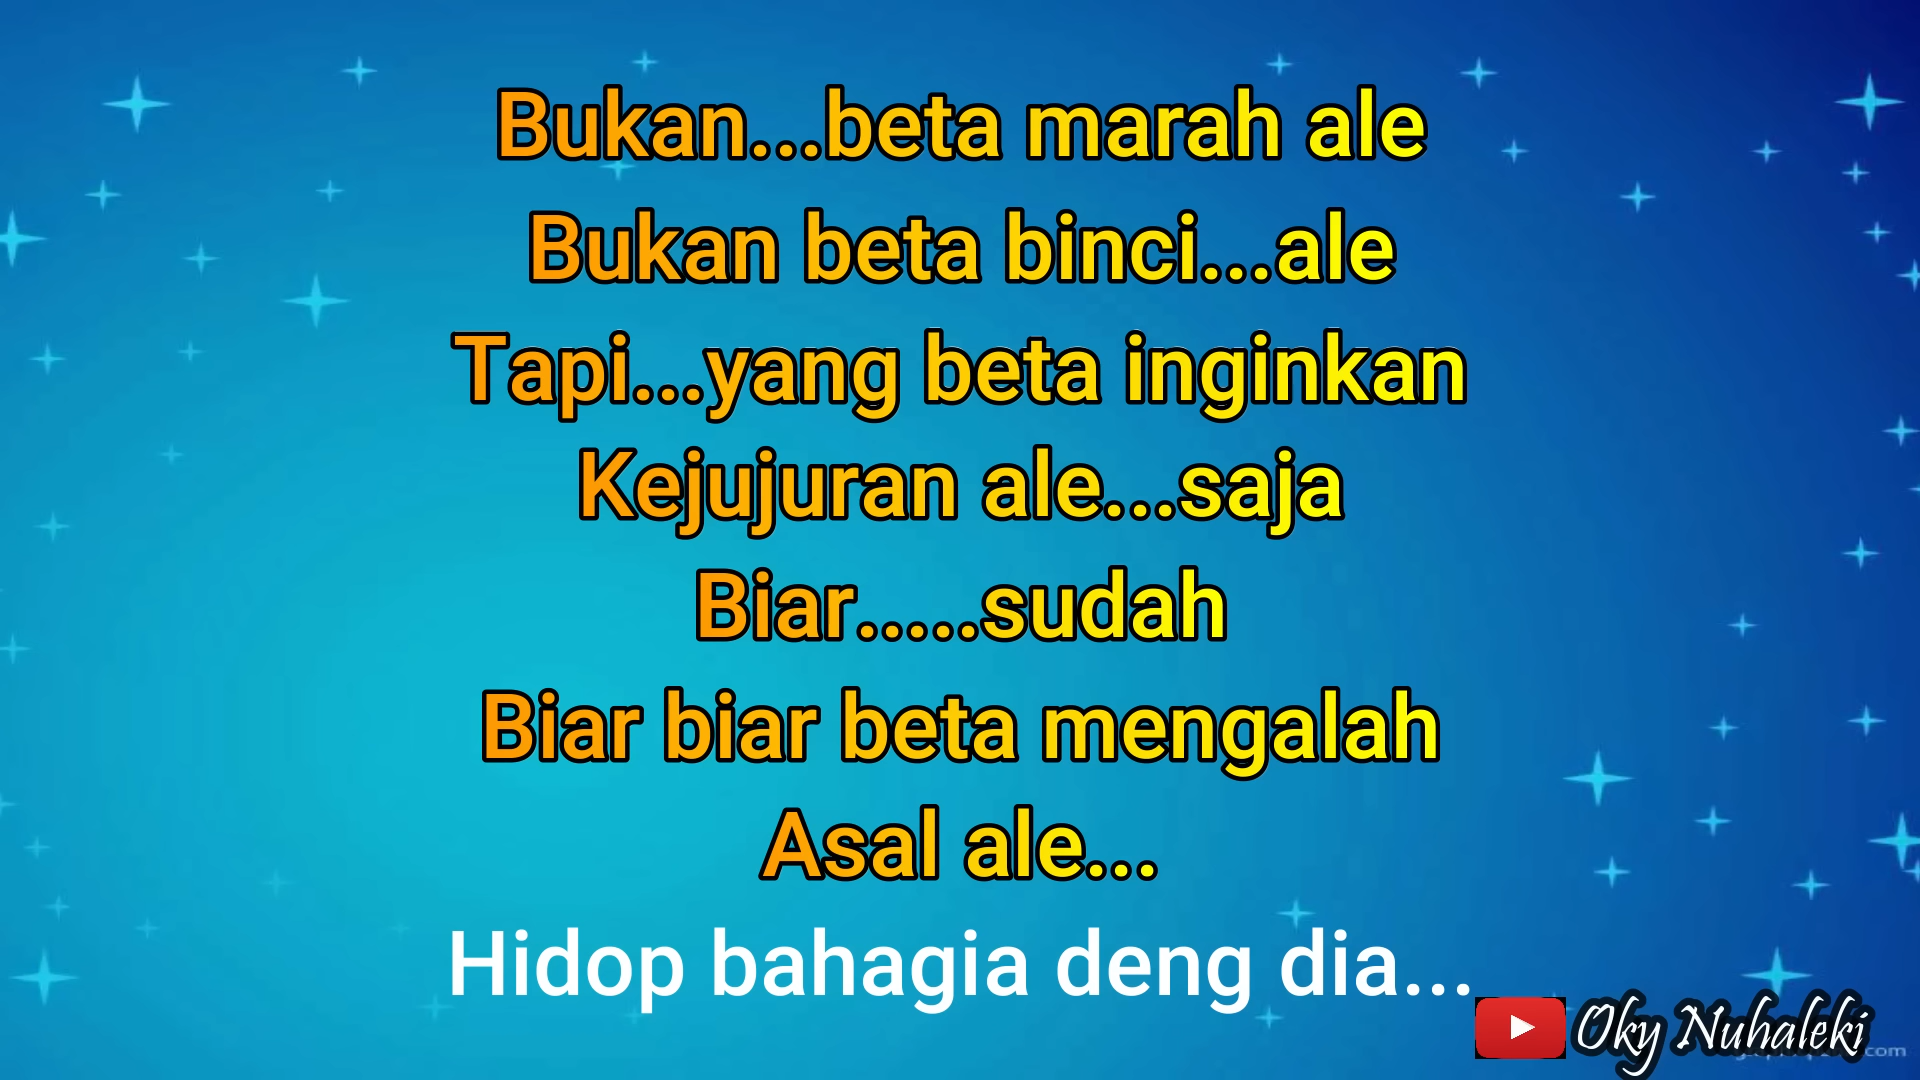 Bukan...beta marah ale
Bukan beta binci...ale
Tapi...yang beta inginkan
Kejujuran ale...saja
Biar.....sudah
Biar biar beta mengalah
Asal ale...
Hidop bahagia deng dia...
Oky Nuhaleki